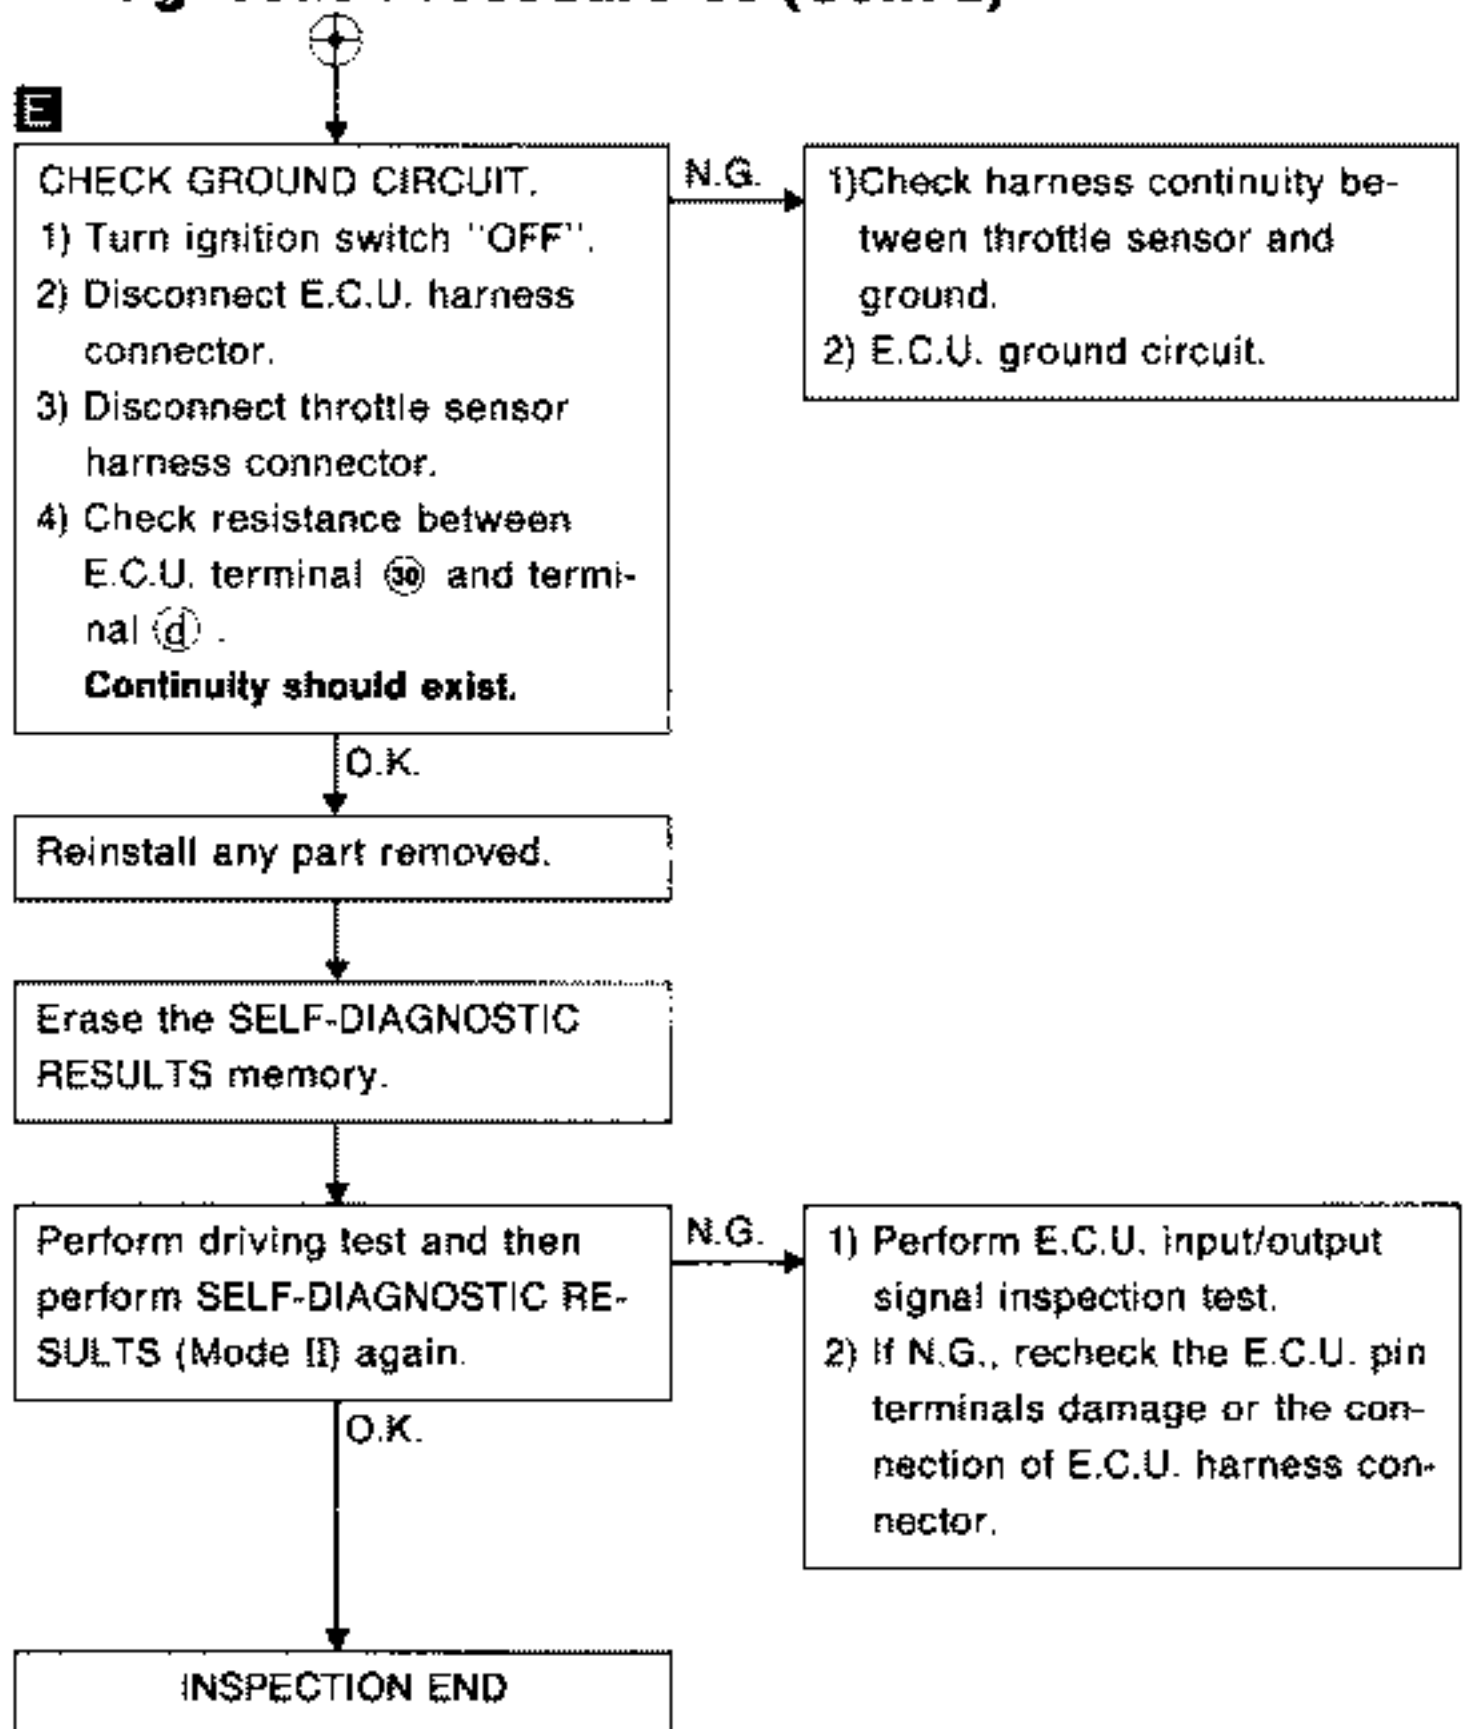 (Cont'd)
E
CHECK GROUND CIRCUIT.
1) Turn ignition switch "OFF".
2) Disconnect E.C.U. harness
connector.
3) Disconnect throttle sensor
harness connector.
4) Check resistance between
E.C.U. terminal 30 and termi-
nal d .
Continuity should exist.
N.G.
1)Check harness continuity be-
tween throttle sensor and
ground.
2) E.C.U. ground circuit.
O.K.
Reinstall any part removed.
Erase the SELF-DIAGNOSTIC
RESULTS memory.
Perform driving test and then
perform SELF-DIAGNOSTIC RE-
SULTS (Mode II) again.
N.G.
1) Perform E.C.U. input/output
signal inspection test.
2) If N.G., recheck the E.C.U. pin
terminals damage or the con-
nection of E.C.U. harness con-
nector.
O.K.
INSPECTION END